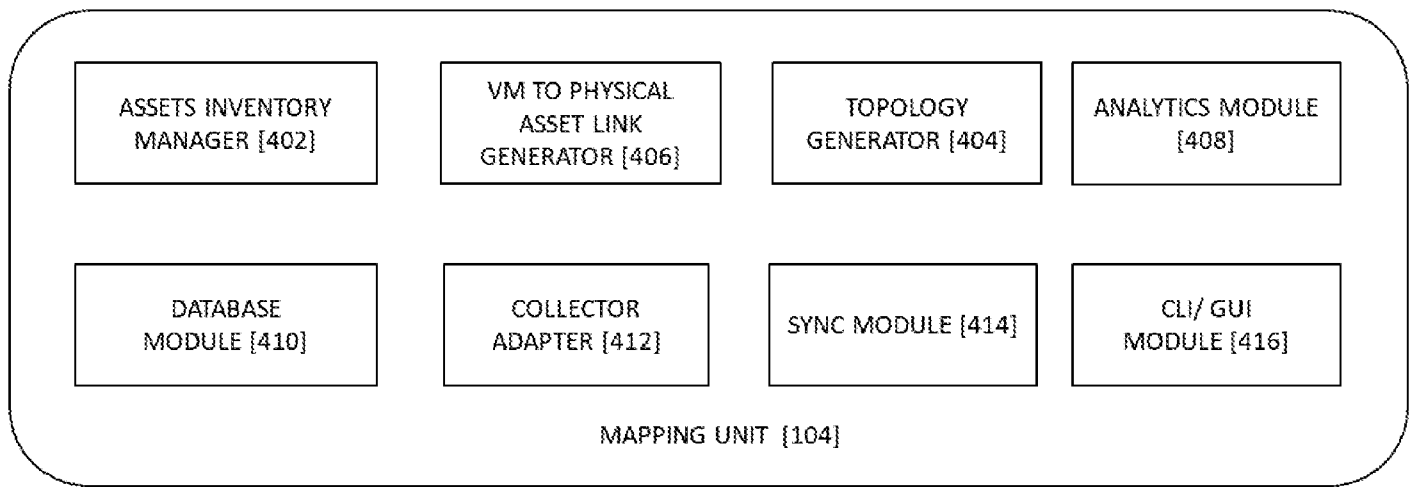 ASSETS INVENTORY
MANAGER [402]
VM TO PHYSICAL
ASSET LINK
GENERATOR [406]
TOPOLOGY
GENERATOR [404]
ANALYTICS MODULE
[408]
DATABASE
MODULE [410]
COLLECTOR
ADAPTER [412]
SYNC MODULE [414]
CLI/ GUI
MODULE [416]
MAPPING UNIT [104]